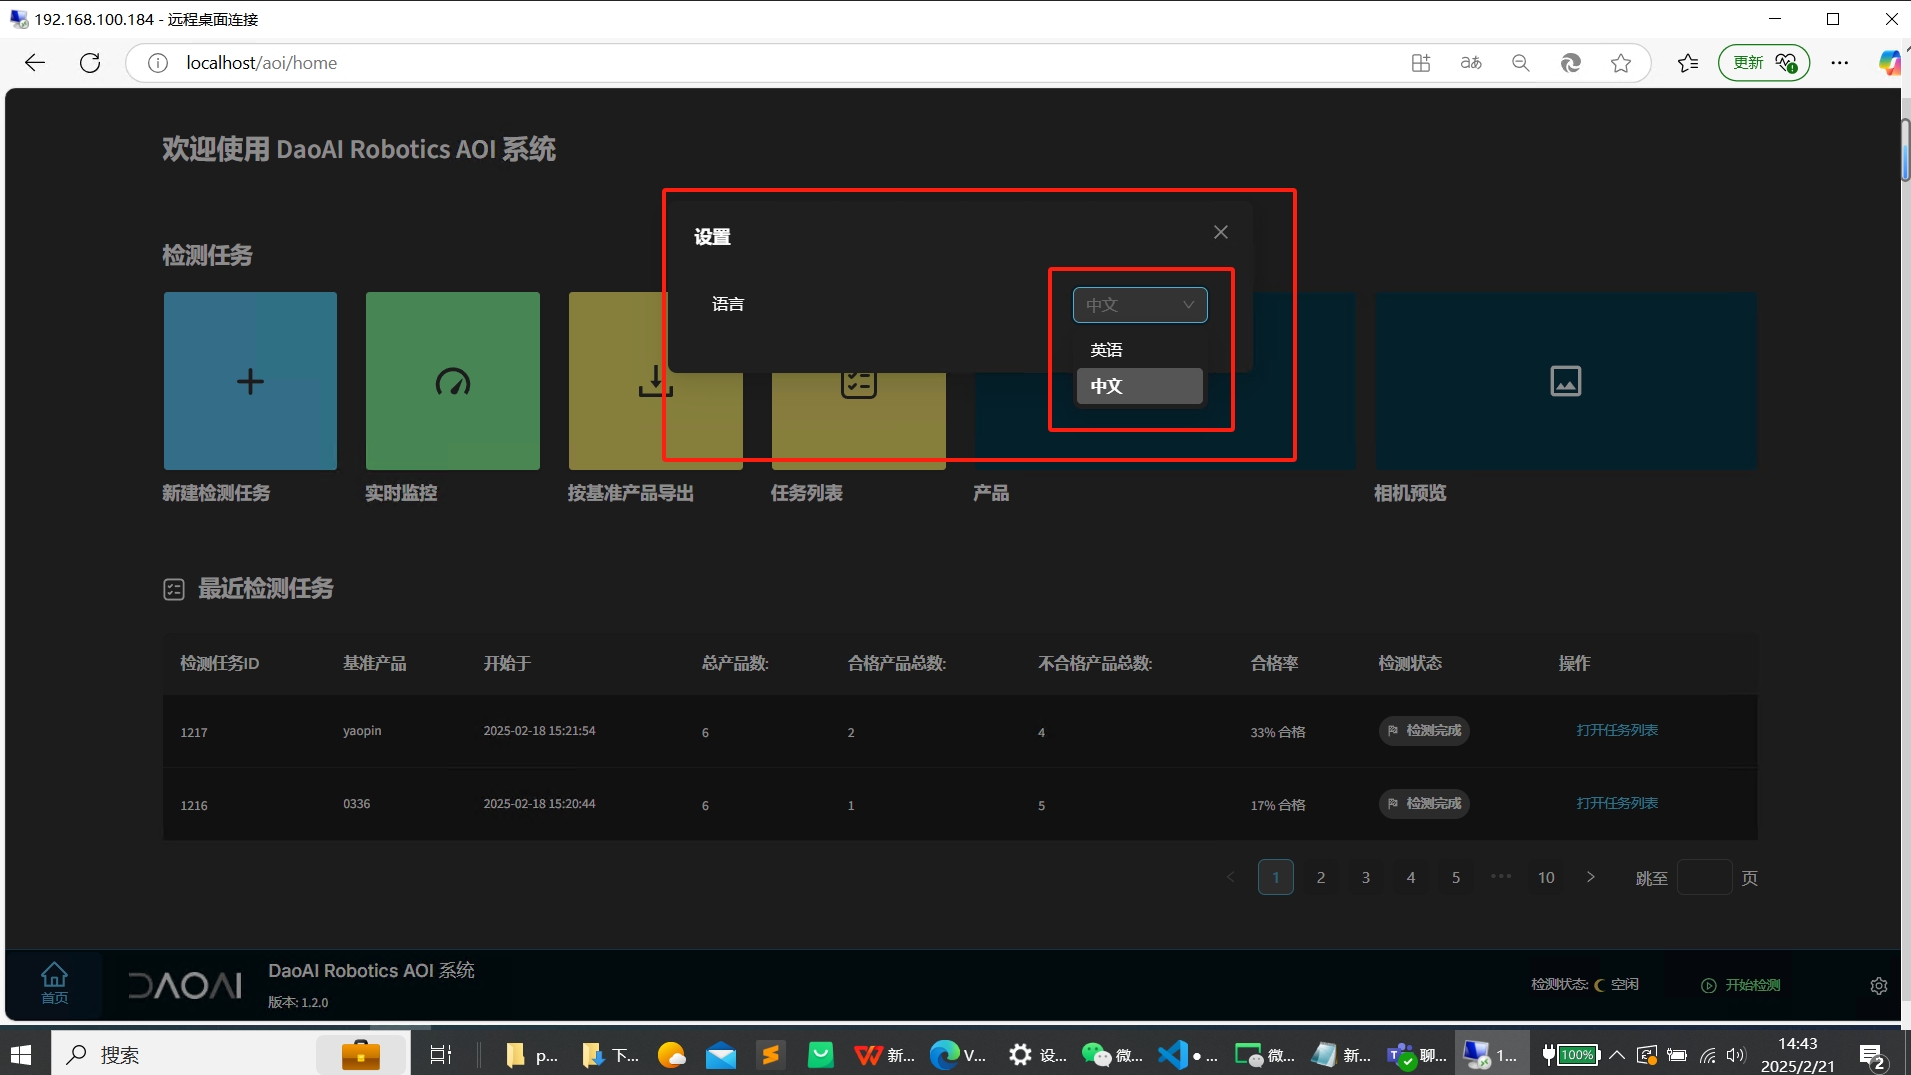 192.168.100.184 - 远程桌面连接
localhost/aoi/home
更新
欢迎使用 DaoAI Robotics AOI 系统
设置
检测任务
语言
中文
英语
中文
新建检测任务
实时监控
按基准产品导出
任务列表
产品
相机预览
最近检测任务
检测任务ID 基准产品 开始于 总产品数: 合格产品总数: 不合格产品总数: 合格率 检测状态 操作
1217 yaopin 2025-02-18 15:21:54 6 2 4 33% 合格 检测完成 打开任务列表
1216 0336 2025-02-18 15:20:44 6 1 5 17% 合格 检测完成 打开任务列表
1 2 3 4 5 ••• 10 跳至 页
首页
DAOAI
DaoAI Robotics AOI 系统
版本: 1.2.0
检测状态: 空闲
开始检测
搜索
p...
下...
新...
V...
设...
微...
● ...
微...
新...
聊...
1...
100%
14:43
2025/2/21
2